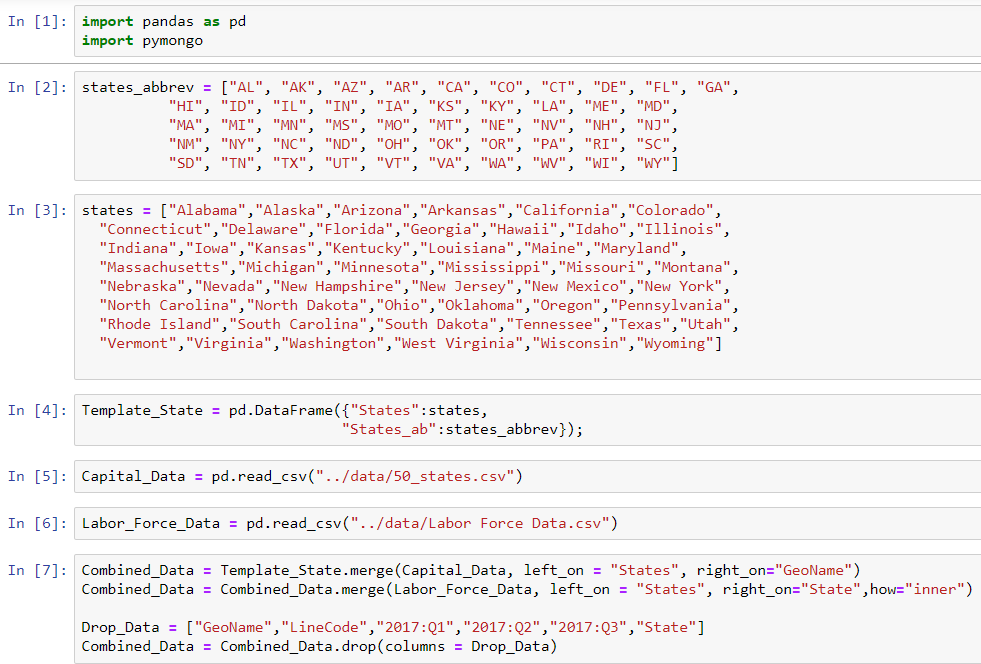 In [1]: import pandas as pd
import pymongo
In [2]: states_abbrev = ["AL", "AK", "AZ", "AR", "CA", "CO", "CT", "DE", "FL", "GA",
"HI", "ID", "IL", "IN", "IA", "KS", "KY", "LA", "ME", "MD",
"MA", "MI", "MN", "MS", "MO", "MT", "NE", "NV", "NH", "NJ",
"NM", "NY", "NC", "ND", "OH", "OK", "OR", "PA", "RI", "SC",
"SD", "TN", "TX", "UT", "VT", "VA", "WA", "WV", "WI", "WY"]
In [3]: states = ["Alabama","Alaska","Arizona","Arkansas","California","Colorado",
"Connecticut","Delaware","Florida","Georgia","Hawaii","Idaho","Illinois",
"Indiana","Iowa","Kansas","Kentucky","Louisiana","Maine","Maryland",
"Massachusetts","Michigan","Minnesota","Mississippi","Missouri","Montana",
"Nebraska","Nevada","New Hampshire","New Jersey","New Mexico","New York",
"North Carolina","North Dakota","Ohio","Oklahoma","Oregon","Pennsylvania",
"Rhode Island","South Carolina","South Dakota","Tennessee","Texas","Utah",
"Vermont","Virginia","Washington","West Virginia","Wisconsin","Wyoming"]
In [4]: Template_State = pd.DataFrame({"States":states,
"States_ab":states_abbrev});
In [5]: Capital_Data = pd.read_csv("../data/50_states.csv")
In [6]: Labor_Force_Data = pd.read_csv("../data/Labor Force Data.csv")
In [7]: Combined_Data = Template_State.merge(Capital_Data, left_on = "States", right_on="GeoName")
Combined_Data = Combined_Data.merge(Labor_Force_Data, left_on = "States", right_on="State",how="inner")
Drop_Data = ["GeoName","LineCode","2017:Q1","2017:Q2","2017:Q3","State"]
Combined_Data = Combined_Data.drop(columns = Drop_Data)